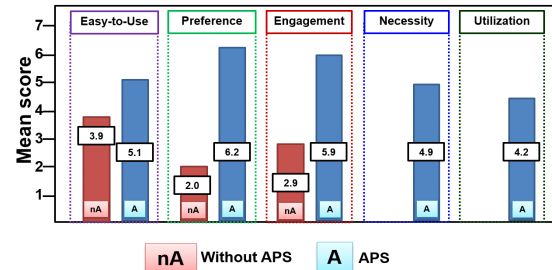 Easy-to-Use Preference Engagement Necessity Utilization
Mean score
7
6
5
4
3
2
1
3.9 5.1 2.0 6.2 2.9 5.9 4.9 4.2
nA A nA A nA A A A
nA Without APS A APS